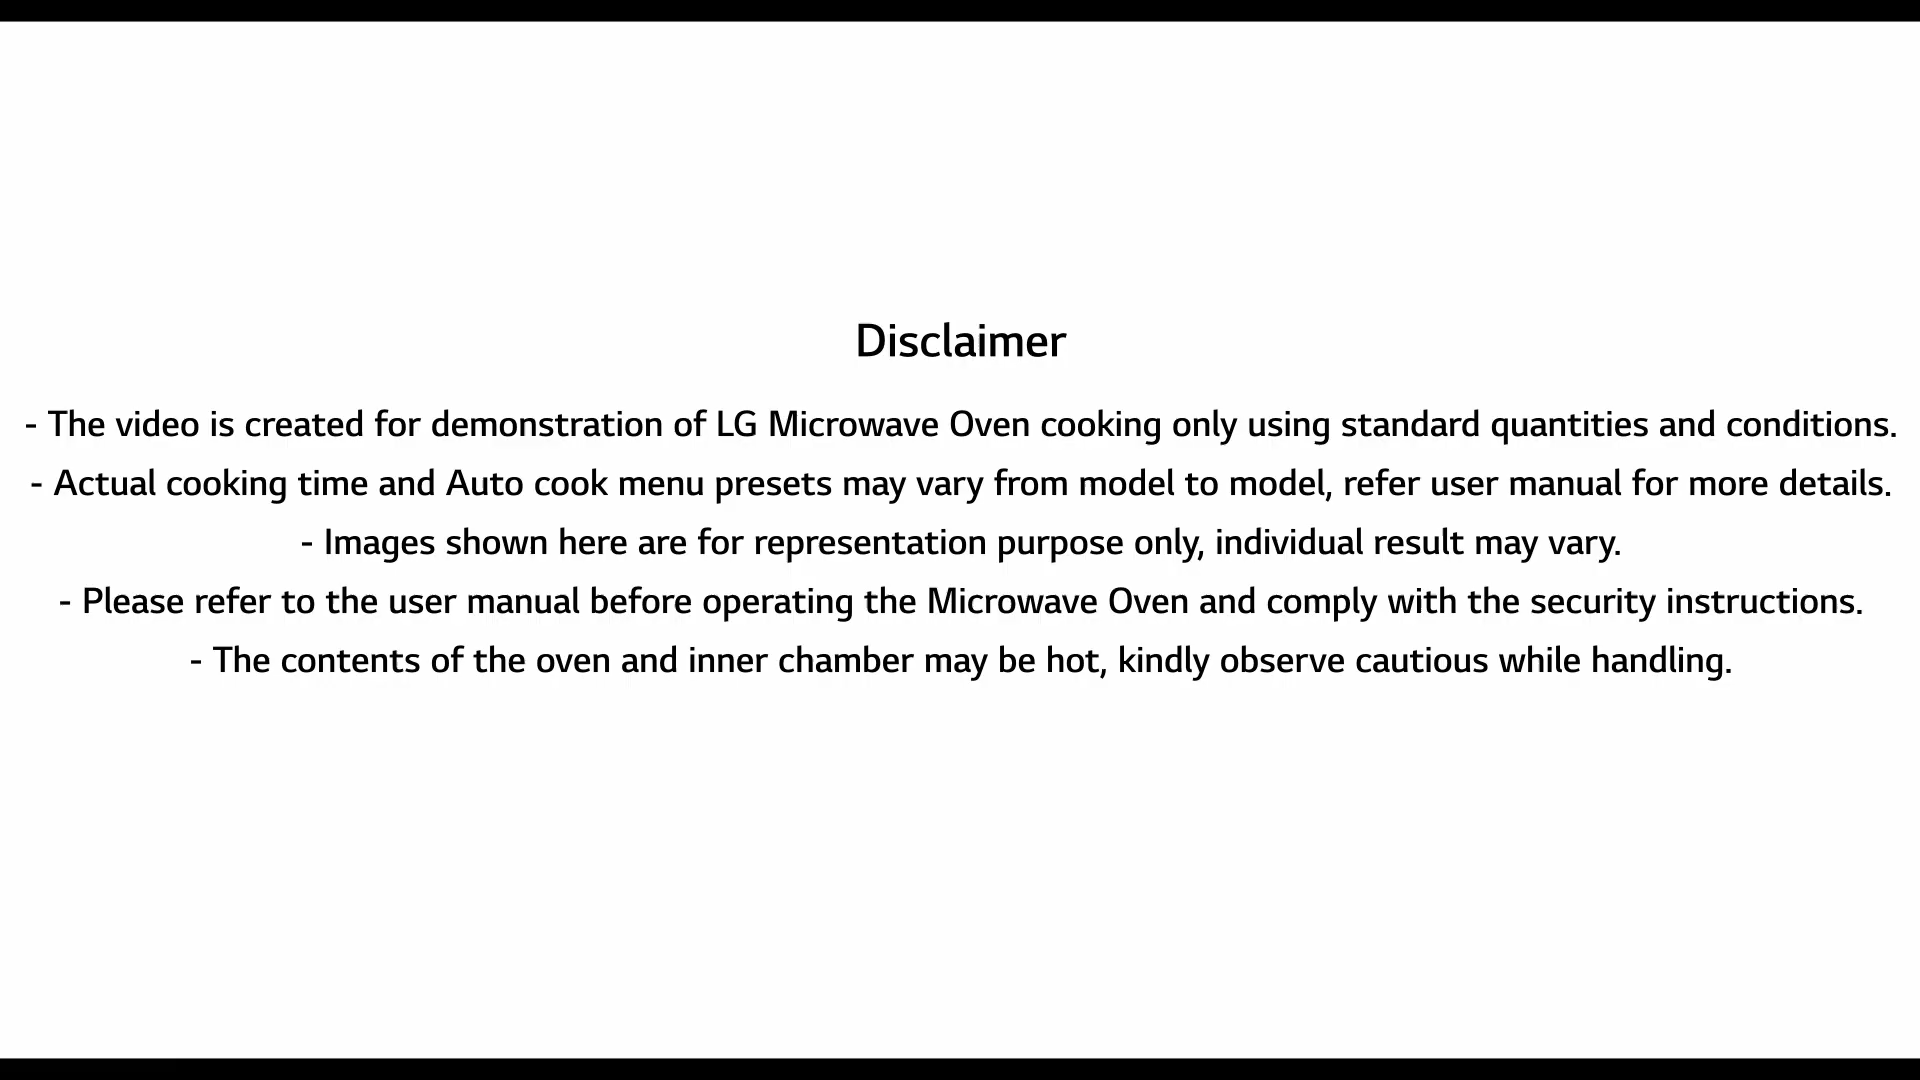 Disclaimer
- The video is created for demonstration of LG Microwave Oven cooking only using standard quantities and conditions.
- Actual cooking time and Auto cook menu presets may vary from model to model, refer user manual for more details.
- Images shown here are for representation purpose only, individual result may vary.
- Please refer to the user manual before operating the Microwave Oven and comply with the security instructions.
- The contents of the oven and inner chamber may be hot, kindly observe cautious while handling.